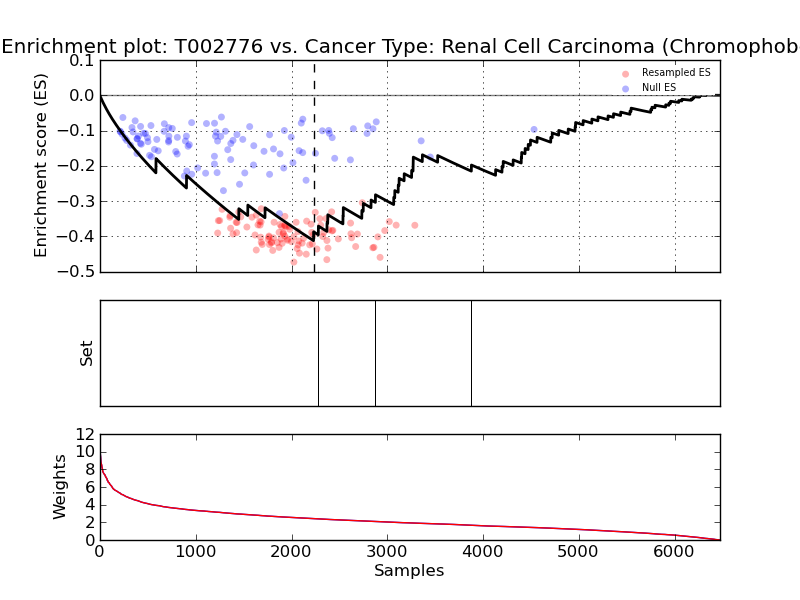 Enrichment plot: T002776 vs. Cancer Type: Renal Cell Carcinoma (Chromophob
0.1
0.0
−0.1
−0.2
−0.3
−0.4
−0.5
Enrichment score (ES)
Resampled ES
Null ES
Set
12
10
8
6
4
2
0
Weights
0 1000 2000 3000 4000 5000 6000
Samples